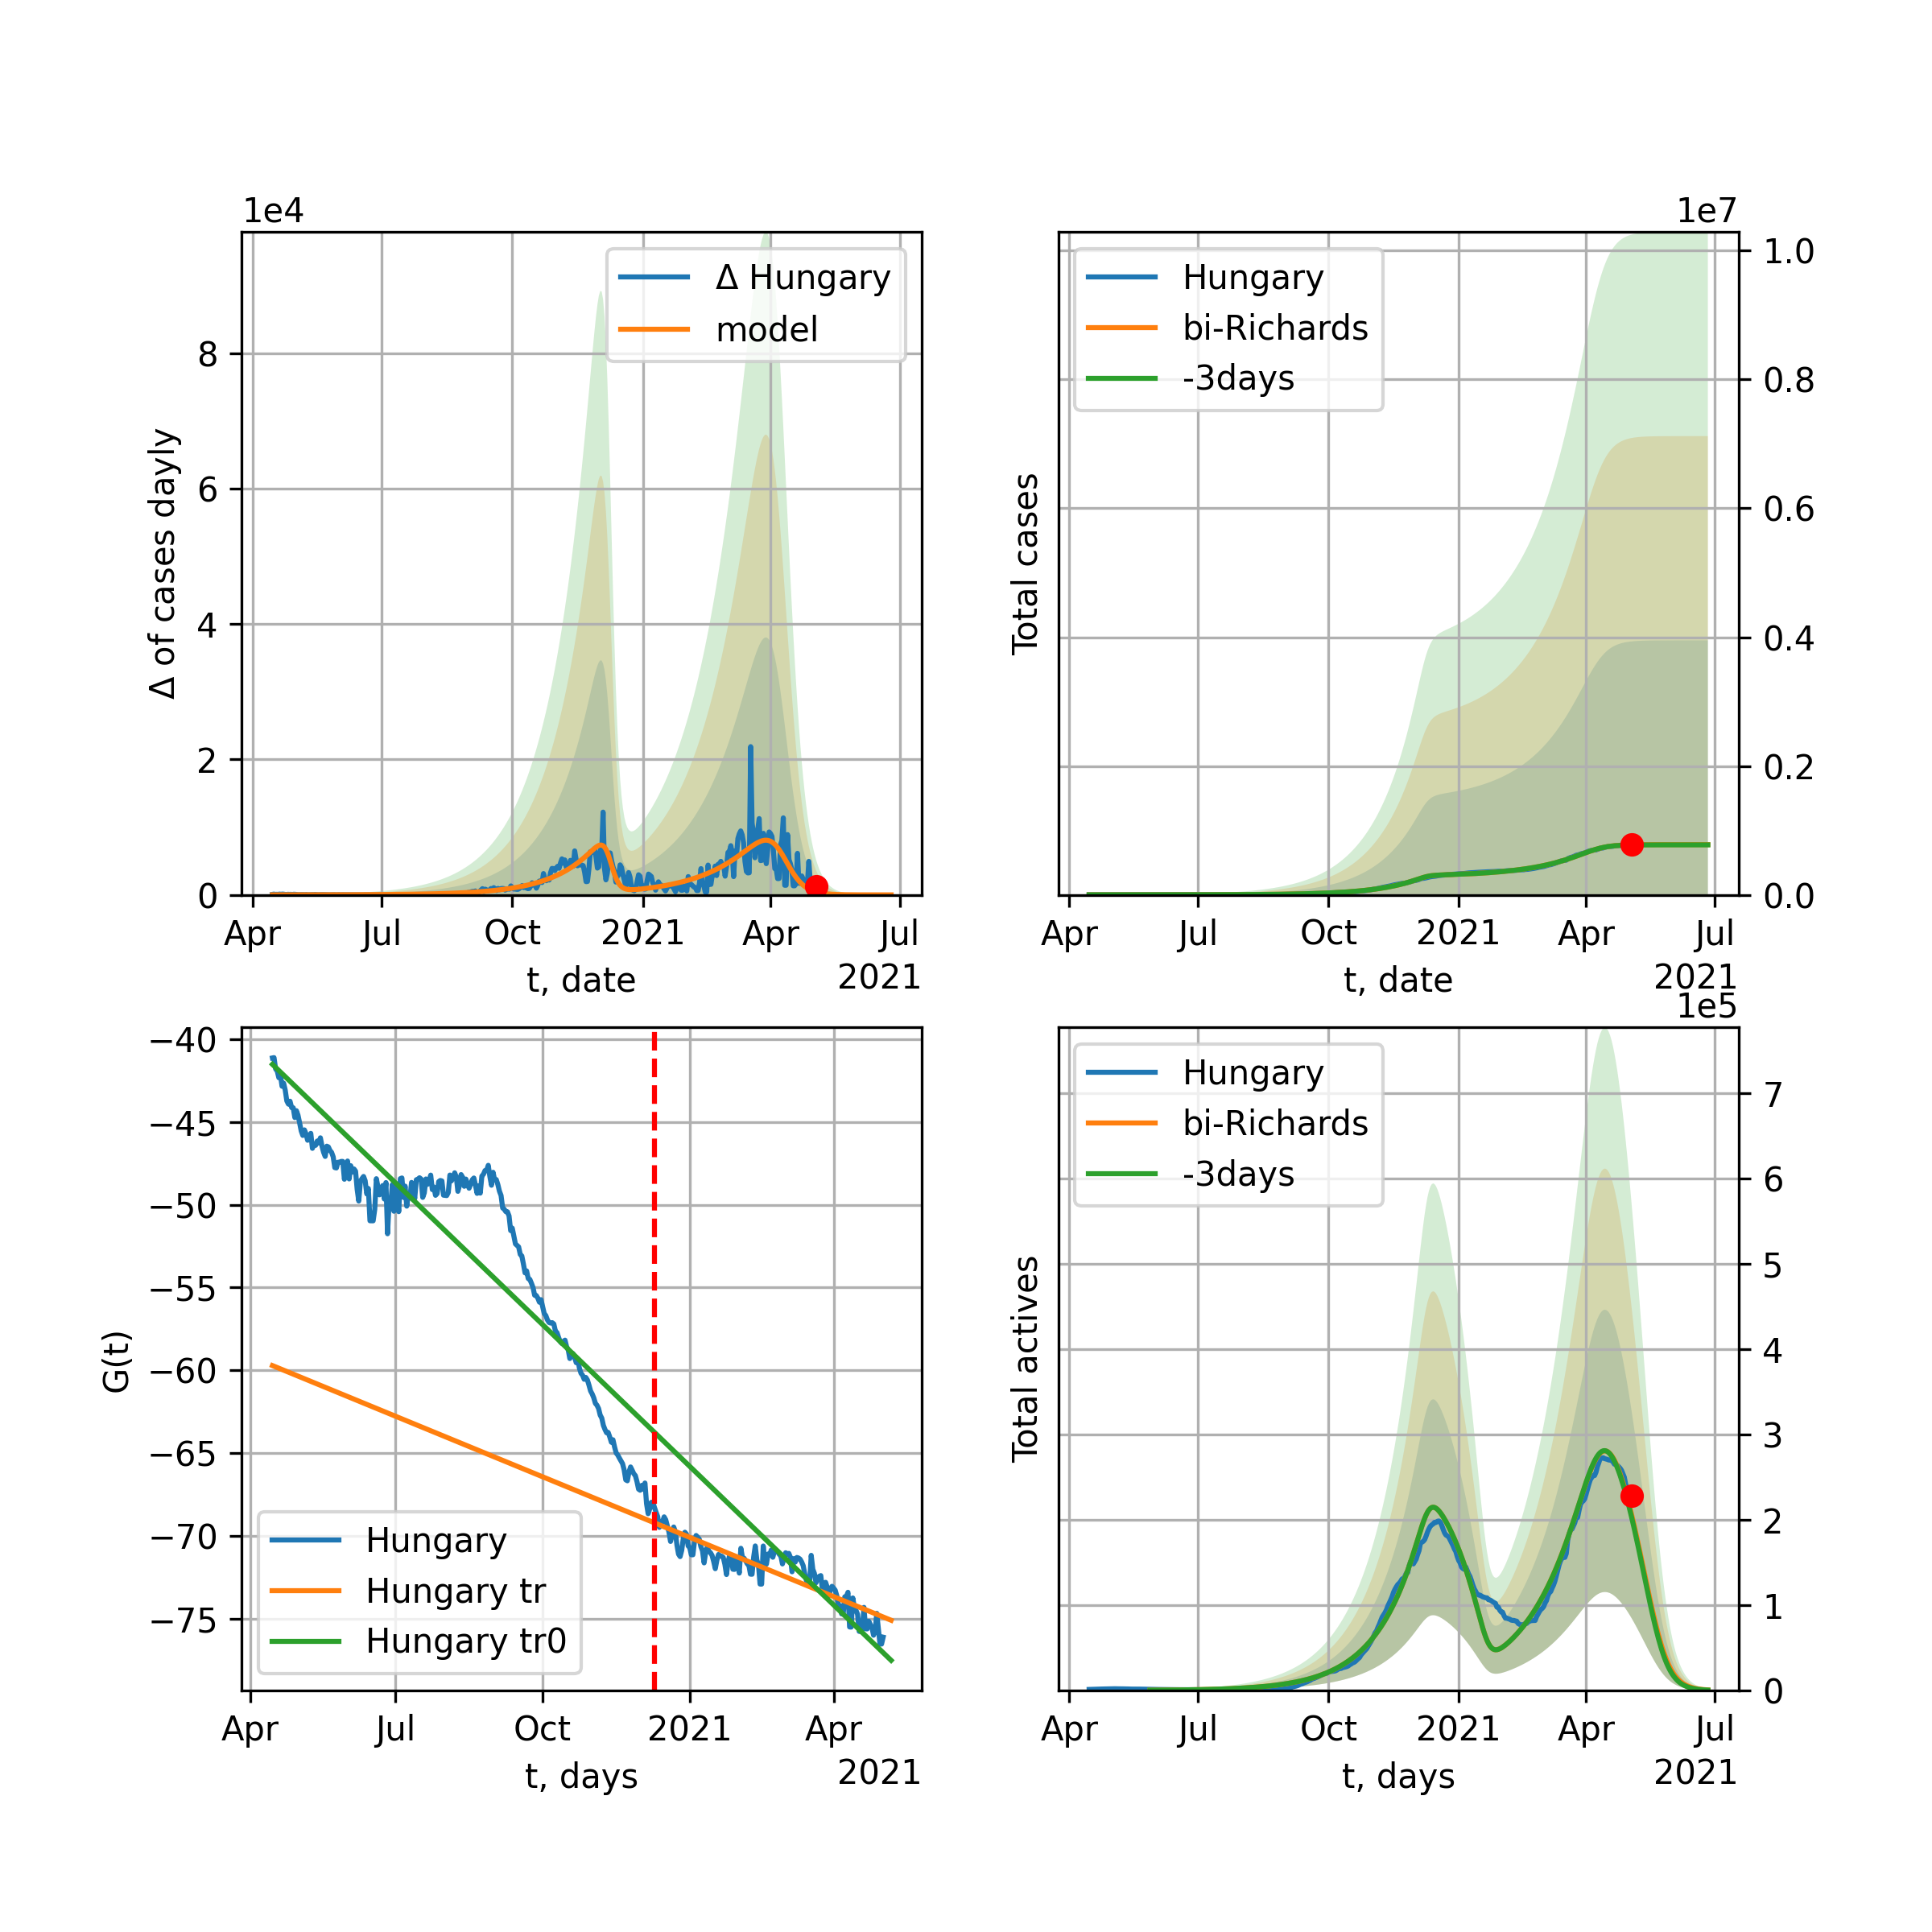 1e4
Δ Hungary
model
8
6
4
2
0
Δ of cases dayly
Apr Jul Oct 2021 Apr Jul
t, date
2021
1e7
Hungary
bi-Richards
-3days
1.0
0.8
0.6
0.4
0.2
0.0
Total cases
Apr Jul Oct 2021 Apr Jul
t, date
2021
−40
−45
−50
−55
−60
−65
−70
−75
G(t)
Hungary
Hungary tr
Hungary tr0
Apr Jul Oct 2021 Apr
t, days
2021
1e5
Hungary
bi-Richards
-3days
7
6
5
4
3
2
1
0
Total actives
Apr Jul Oct 2021 Apr Jul
t, days
2021